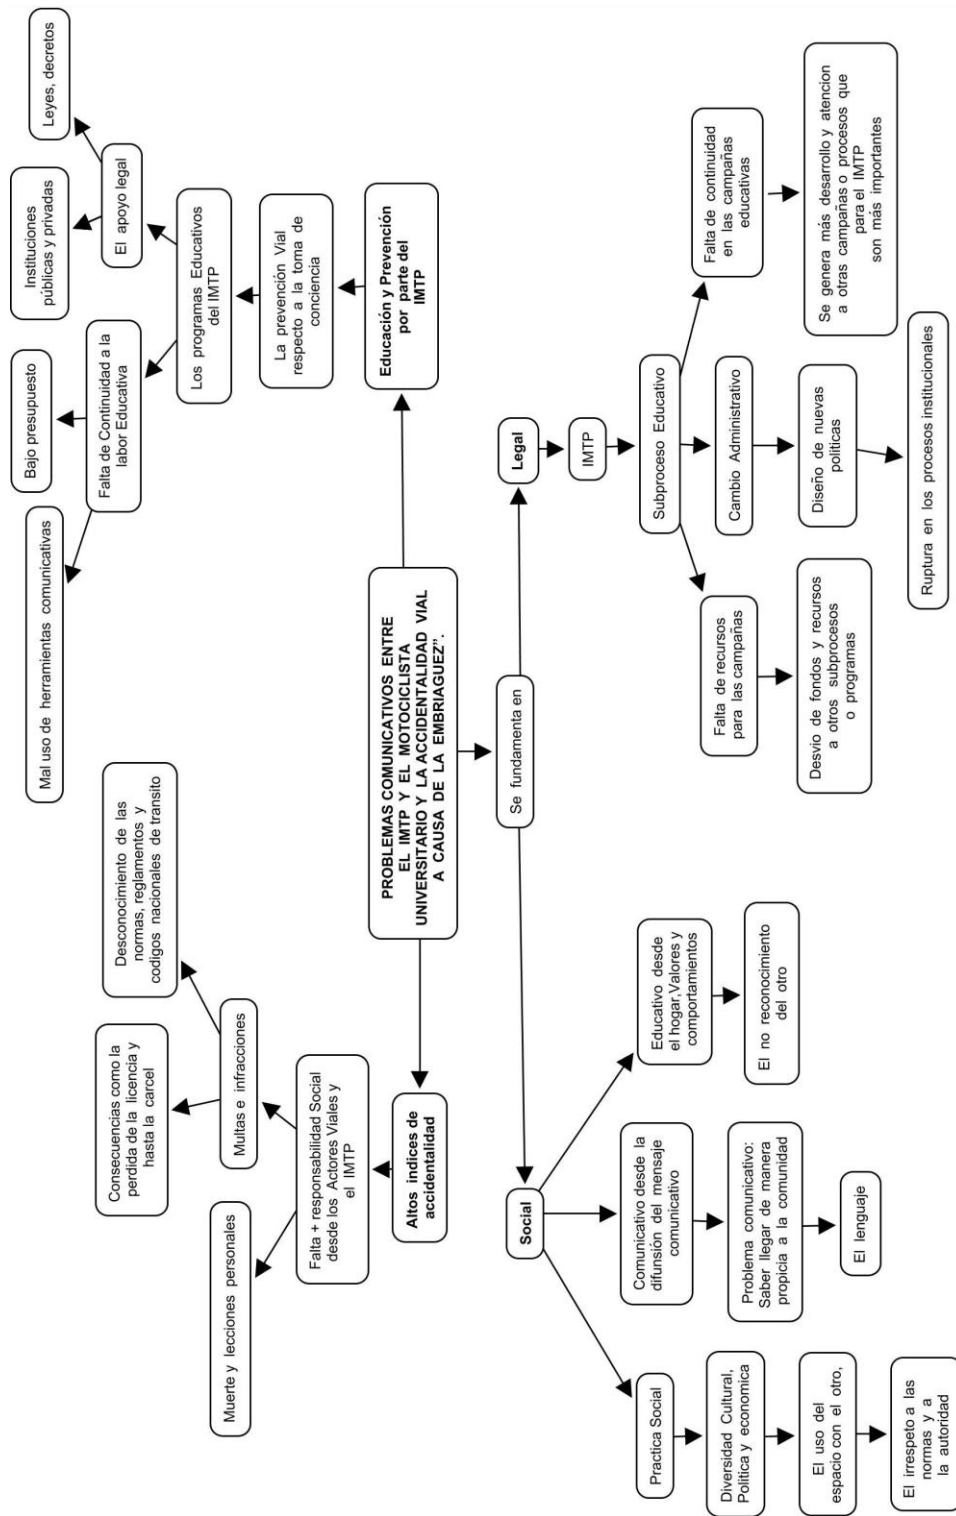 Mal uso de herramientas comunicativas
Bajo presupuesto
Instituciones
públicas y privadas
Leyes, decretos
Falta de Continuidad a la
labor Educativa
El apoyo legal
Los programas Educativos
del IMTP
La prevención Vial
respecto a la toma de
conciencia
Educación y Prevención
por parte del
IMTP
Desconocimiento de las
normas, reglamentos y
codigos nacionales de transito
Consecuencias como la
perdida de la licencia y
hasta la carcel
Multas e infracciones
Muerte y lecciones personales
Falta + responsabilidad Social
desde los Actores Viales y
el IMTP
Altos indices de
accidentalidad
PROBLEMAS COMUNICATIVOS ENTRE
EL IMTP Y EL MOTOCICLISTA
UNIVERSITARIO Y LA ACCIDENTALIDAD VIAL
A CAUSA DE LA EMBRIAGUEZ”.
Se fundamenta en
Social
Practica Social
Diversidad Cultural,
Politica y economica
El uso del
espacio con el otro,
El irrespeto a las
normas y a
la autoridad
Comunicativo desde la
difunsión del mensaje
comunicativo
Problema comunicativo:
Saber llegar de manera
propicia a la comunidad
El lenguaje
Educativo desde
el hogar,Valores y
comportamientos
El no reconocimiento
del otro
Legal
IMTP
Subproceso Educativo
Falta de recursos
para las campañas
Desvio de fondos y recursos
a otros subprocesos
o programas
Cambio Administrativo
Diseño de nuevas
politicas
Ruptura en los procesos institucionales
Falta de continuidad
en las campañas
educativas
Se genera más desarrollo y atencion
a otras campañas o procesos que
para el IMTP
son más importantes